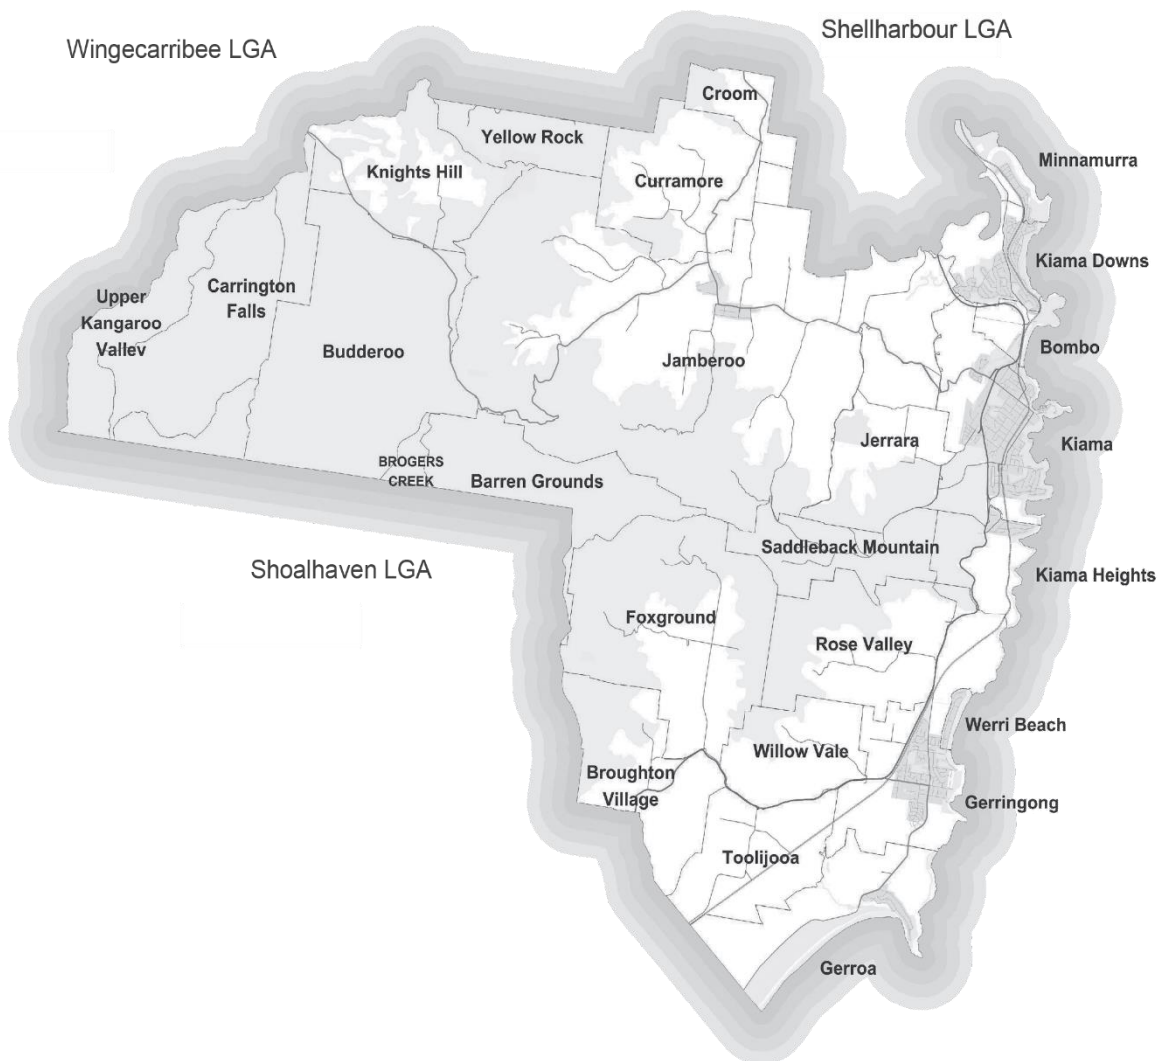 Wingecarribee LGA
Shellharbour LGA
Croom
Yellow Rock
Minnamurra
Knights Hill
Curramore
Kiama Downs
Carrington
Falls
Upper
Kangaroo
Vallev
Budderoo
Jamberoo
Bombo
Jerrara
Kiama
BROGERS
CREEK
Barren Grounds
Saddleback Mountain
Shoalhaven LGA
Kiama Heights
Foxground
Rose Valley
Werri Beach
Willow Vale
Broughton
Village
Gerringong
Toolijooa
Gerroa